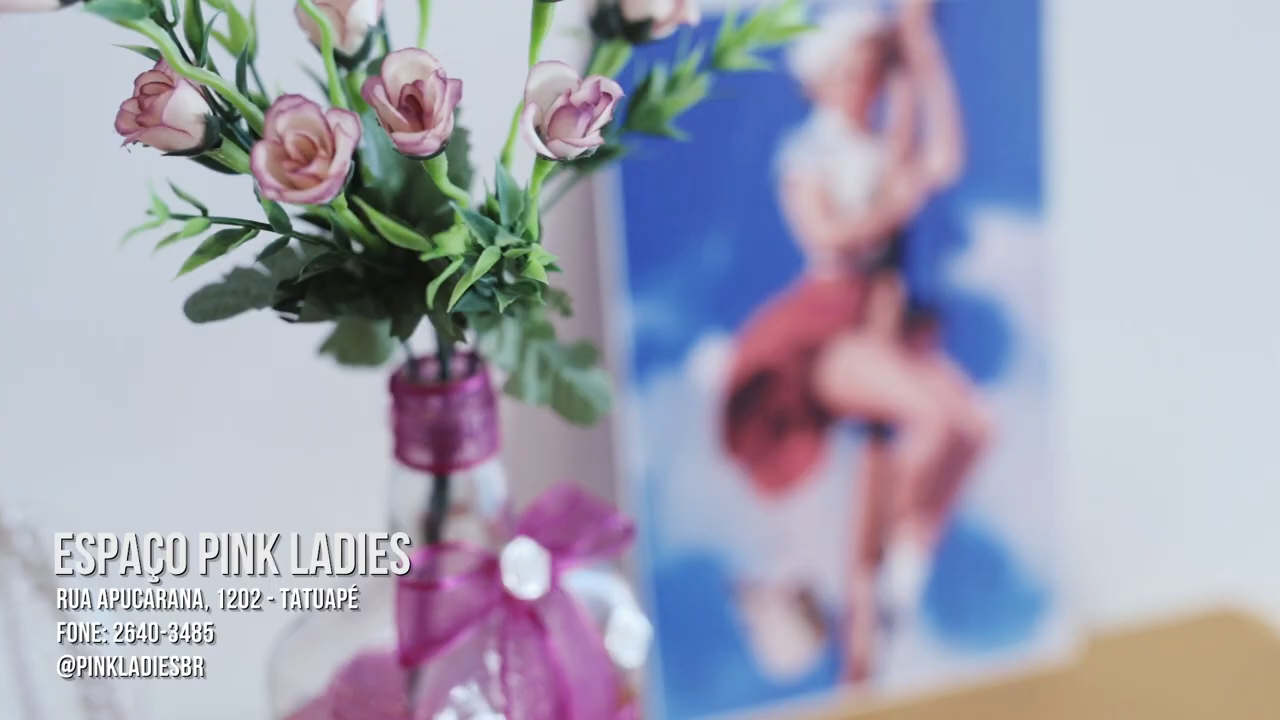 ESPAÇO PINK LADIES
RUA APUCARANA, 1202 - TATUAPÉ
FONE: 2640-3485
@PINKLADIESBR